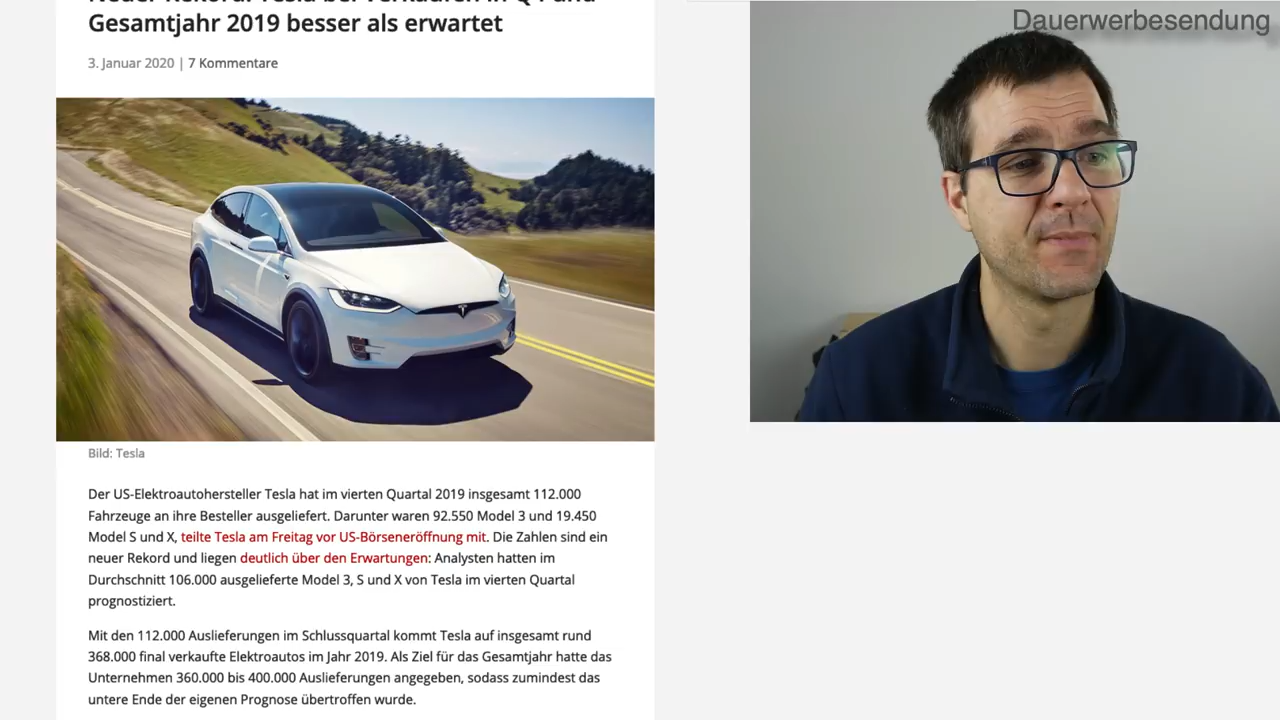 Gesamtjahr 2019 besser als erwartet
3. Januar 2020 | 7 Kommentare
Dauerwerbesendung
Bild: Tesla
Der US-Elektroautohersteller Tesla hat im vierten Quartal 2019 insgesamt 112.000
Fahrzeuge an ihre Besteller ausgeliefert. Darunter waren 92.550 Model 3 und 19.450
Model S und X, teilte Tesla am Freitag vor US-Börseneröffnung mit. Die Zahlen sind ein
neuer Rekord und liegen deutlich über den Erwartungen: Analysten hatten im
Durchschnitt 106.000 ausgelieferte Model 3, S und X von Tesla im vierten Quartal
prognostiziert.
Mit den 112.000 Auslieferungen im Schlussquartal kommt Tesla auf insgesamt rund
368.000 final verkaufte Elektroautos im Jahr 2019. Als Ziel für das Gesamtjahr hatte das
Unternehmen 360.000 bis 400.000 Auslieferungen angegeben, sodass zumindest das
untere Ende der eigenen Prognose übertroffen wurde.